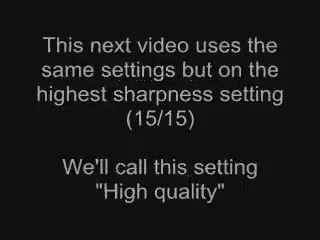 This next video uses the
same settings but on the
highest sharpness setting
(15/15)
We'll call this setting
"High quality"